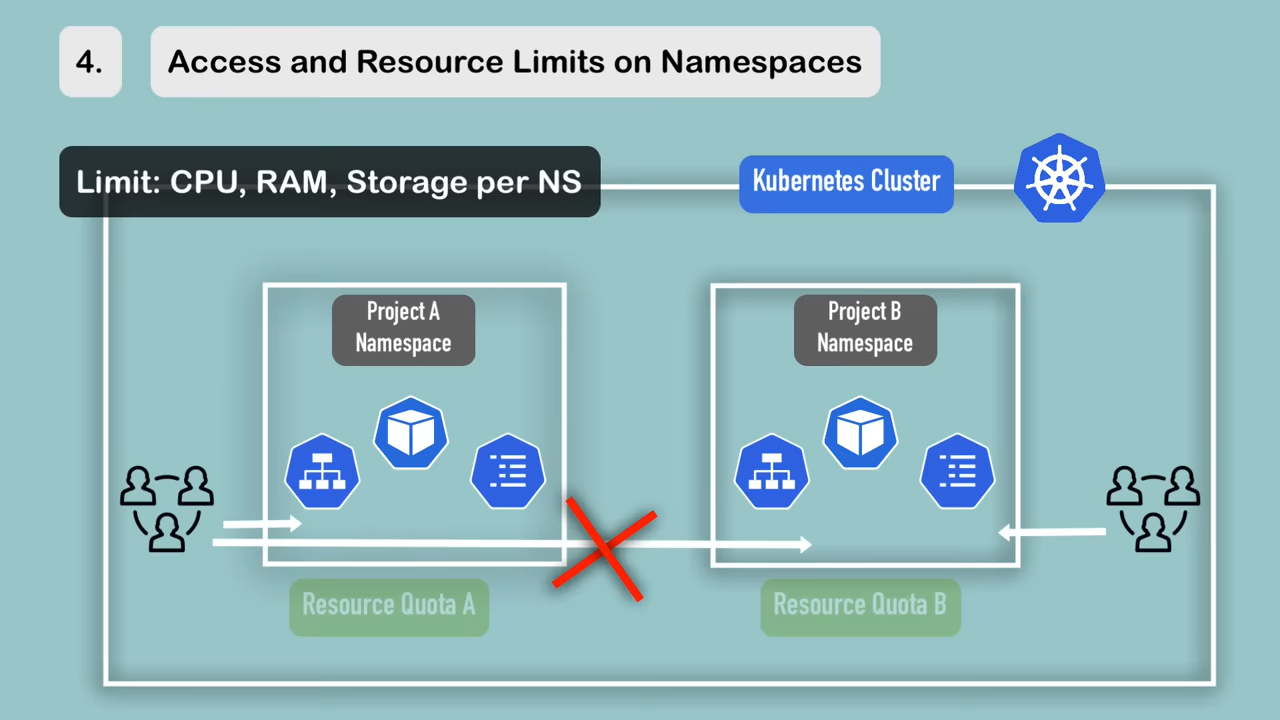 4.
Access and Resource Limits on Namespaces
Limit: CPU, RAM, Storage per NS
Kubernetes Cluster
Project A
Namespace
Project B
Namespace
Resource Quota A
Resource Quota B